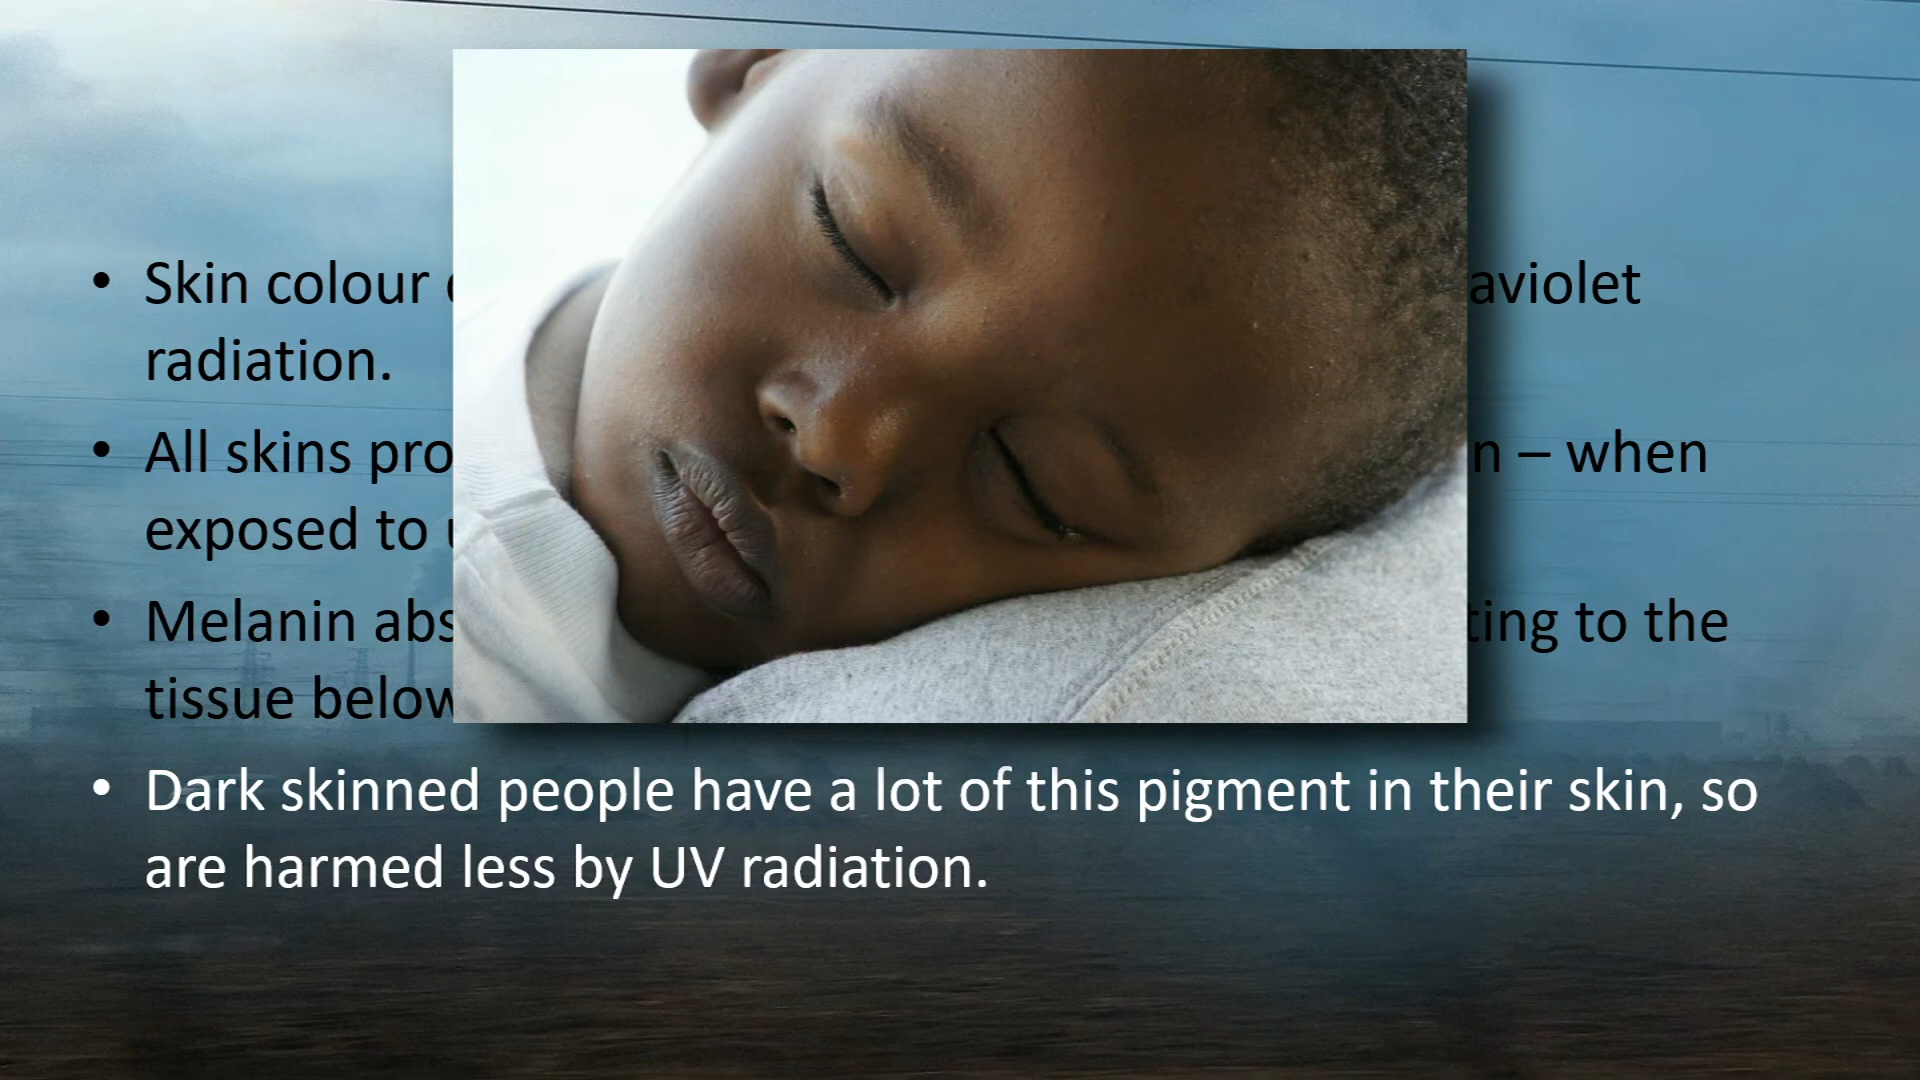 • Skin colour aviolet
radiation.
• All skins pro n – when
exposed to
• Melanin abs ting to the
tissue below
• Dark skinned people have a lot of this pigment in their skin, so
are harmed less by UV radiation.